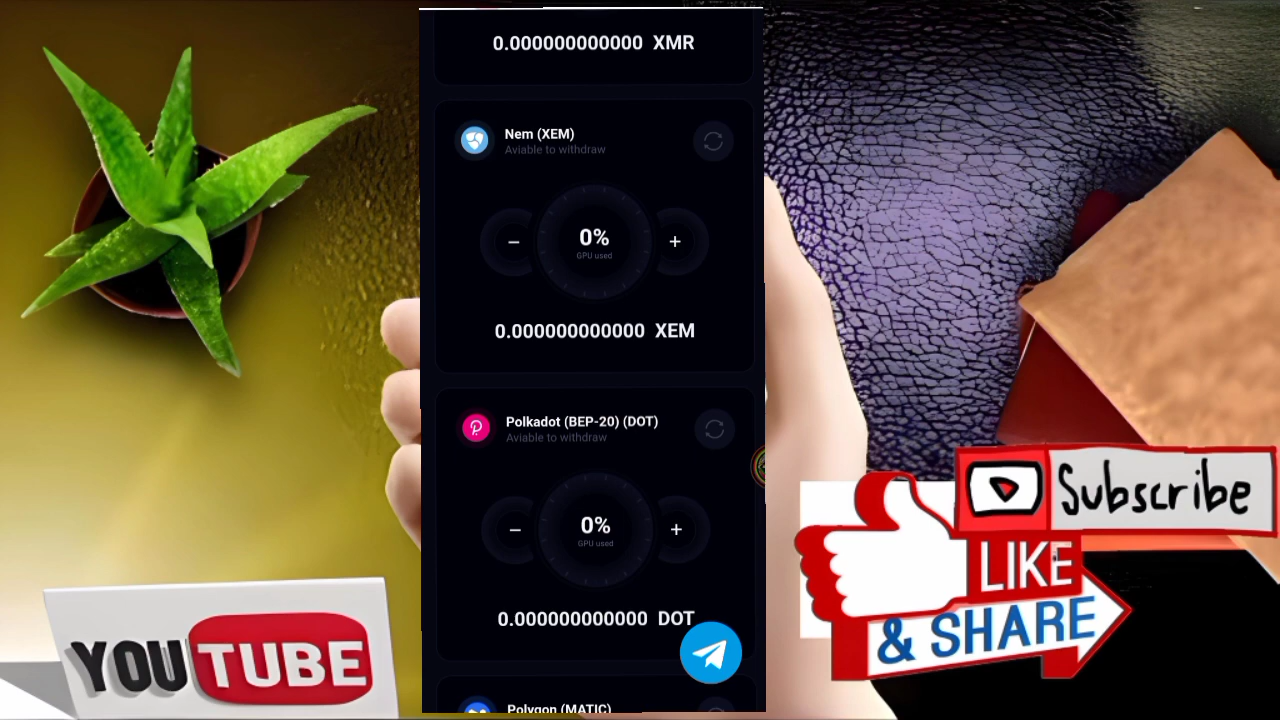 0.000000000000 XMR
Nem (XEM)
Aviable to withdraw
−
0%
+
GPU used
0.000000000000 XEM
Polkadot (BEP-20) (DOT)
Aviable to withdraw
−
0%
+
GPU used
0.000000000000 DOT
Polygon (MATIC)
YOUTUBE
Subscribe
LIKE
& SHARE